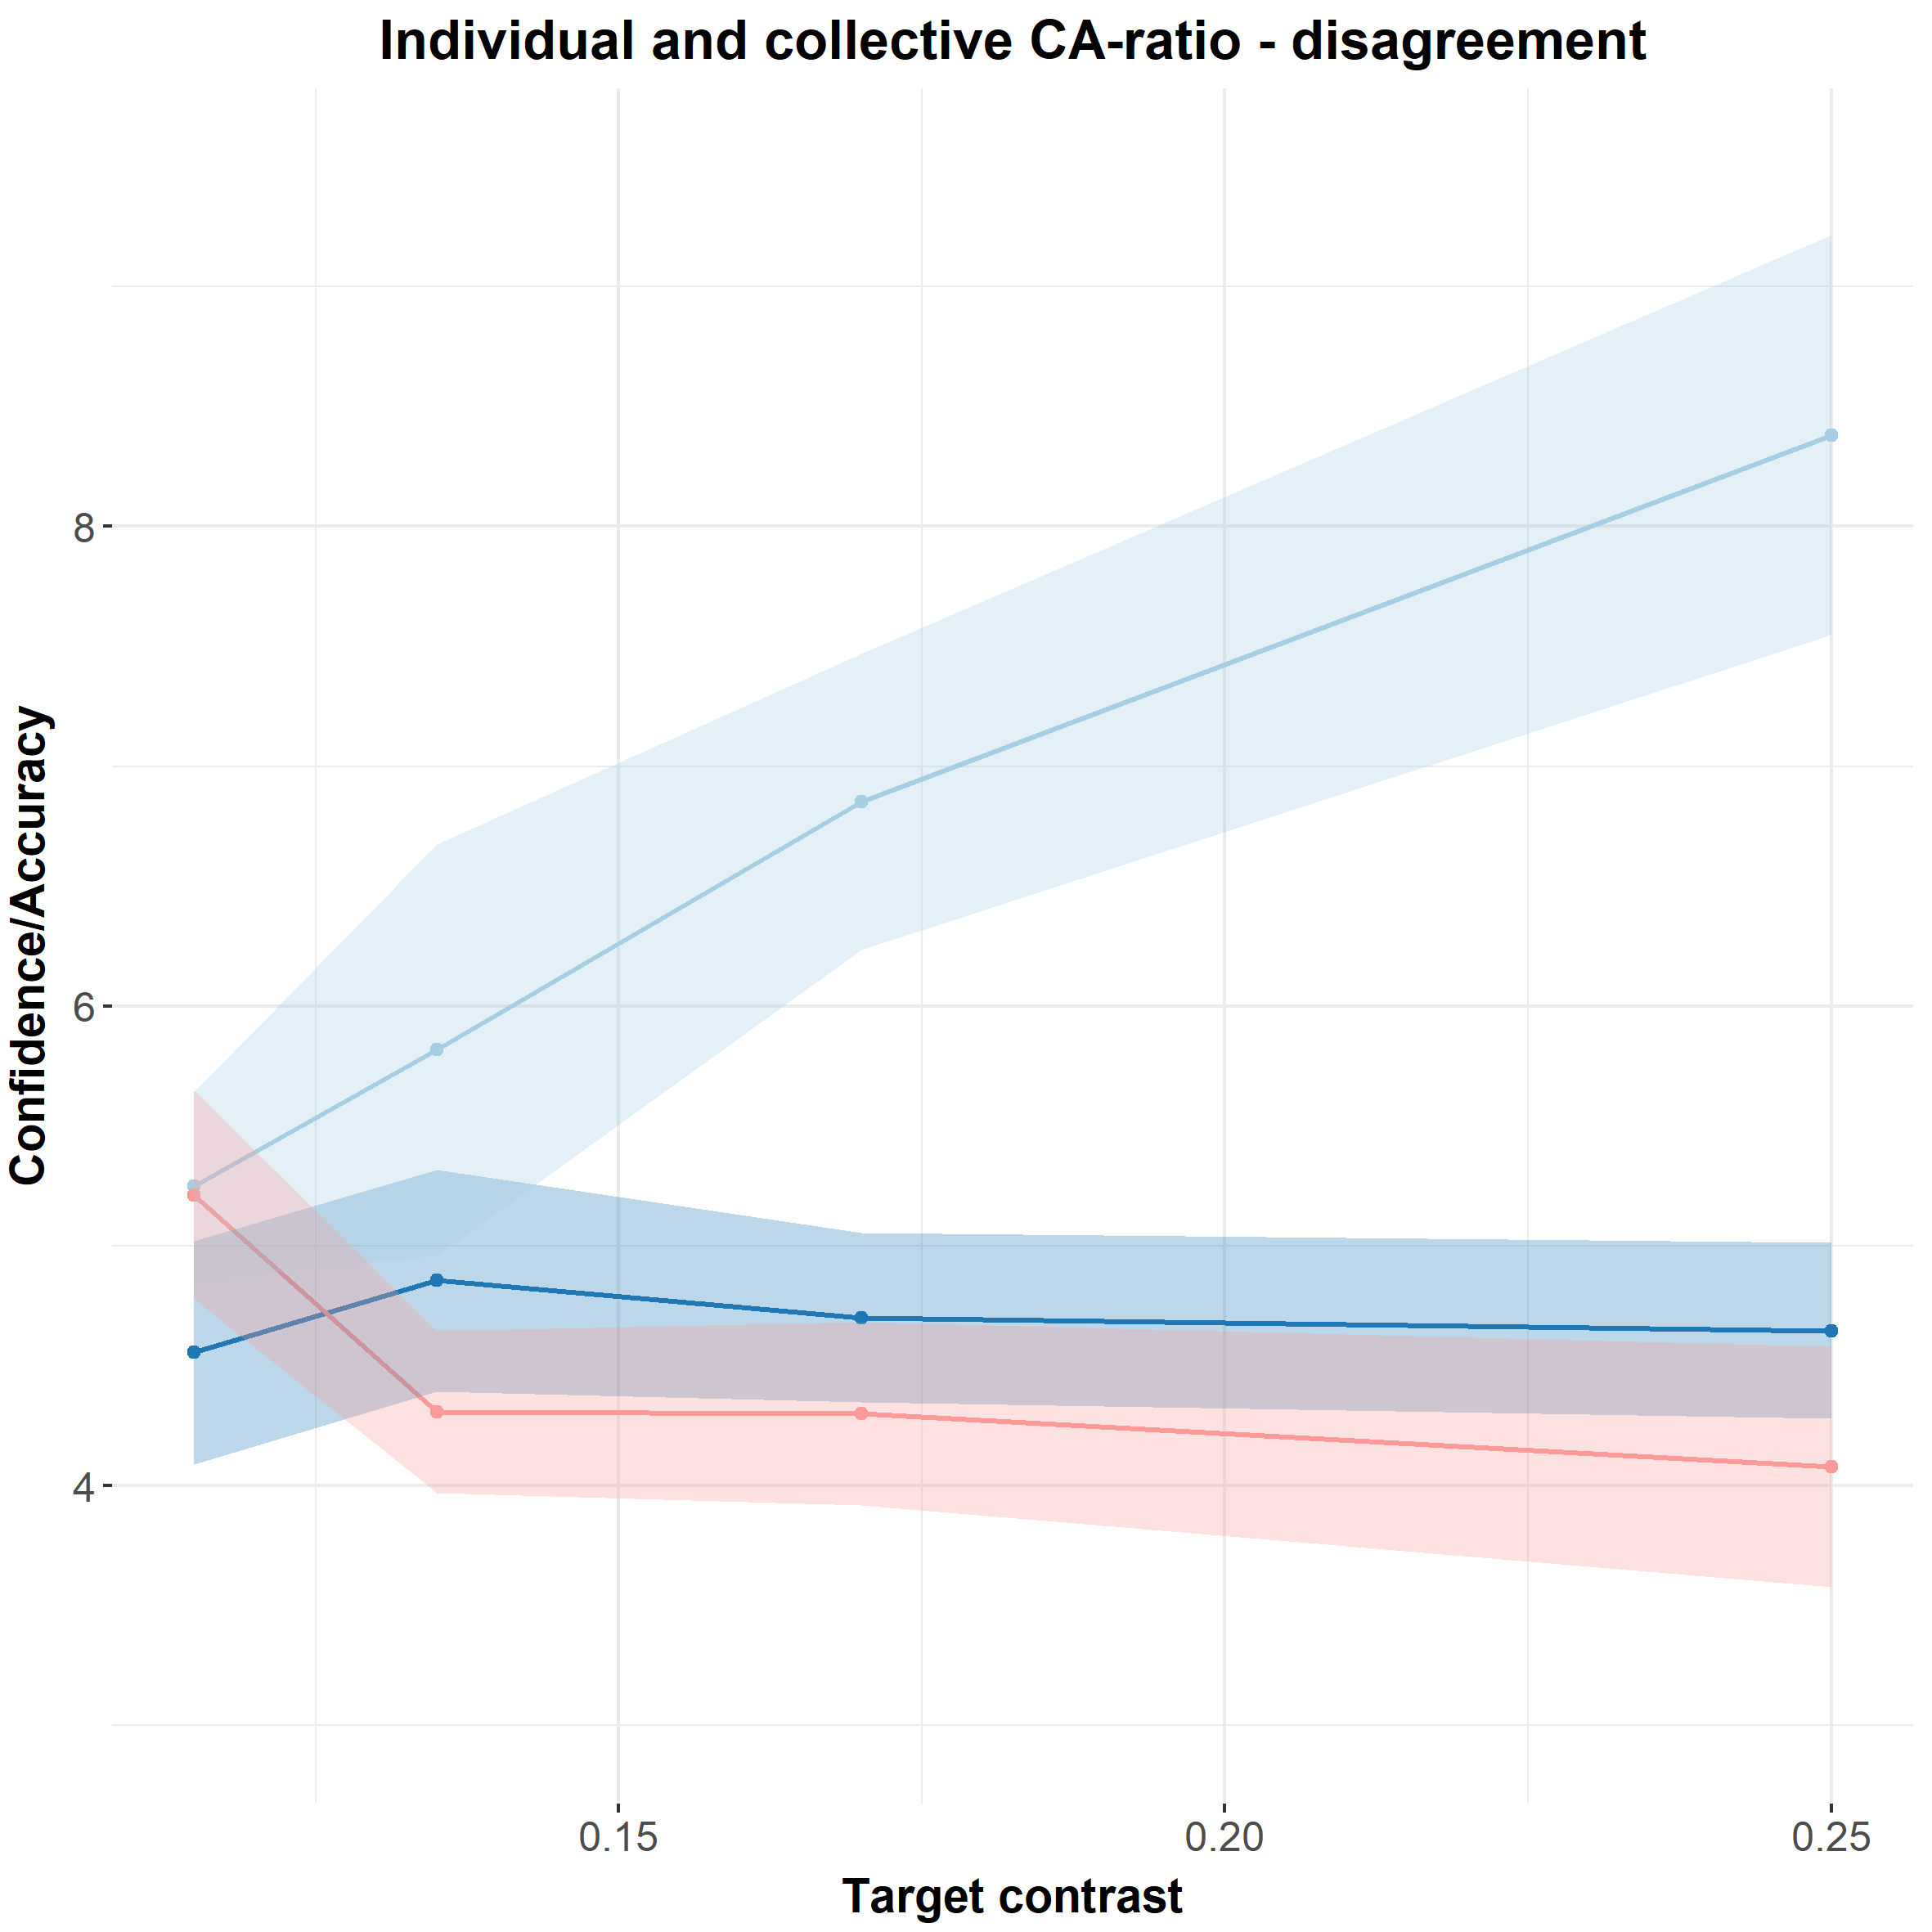 Individual and collective CA-ratio - disagreement
Confidence/Accuracy
8
6
4
0.15
0.20
0.25
Target contrast